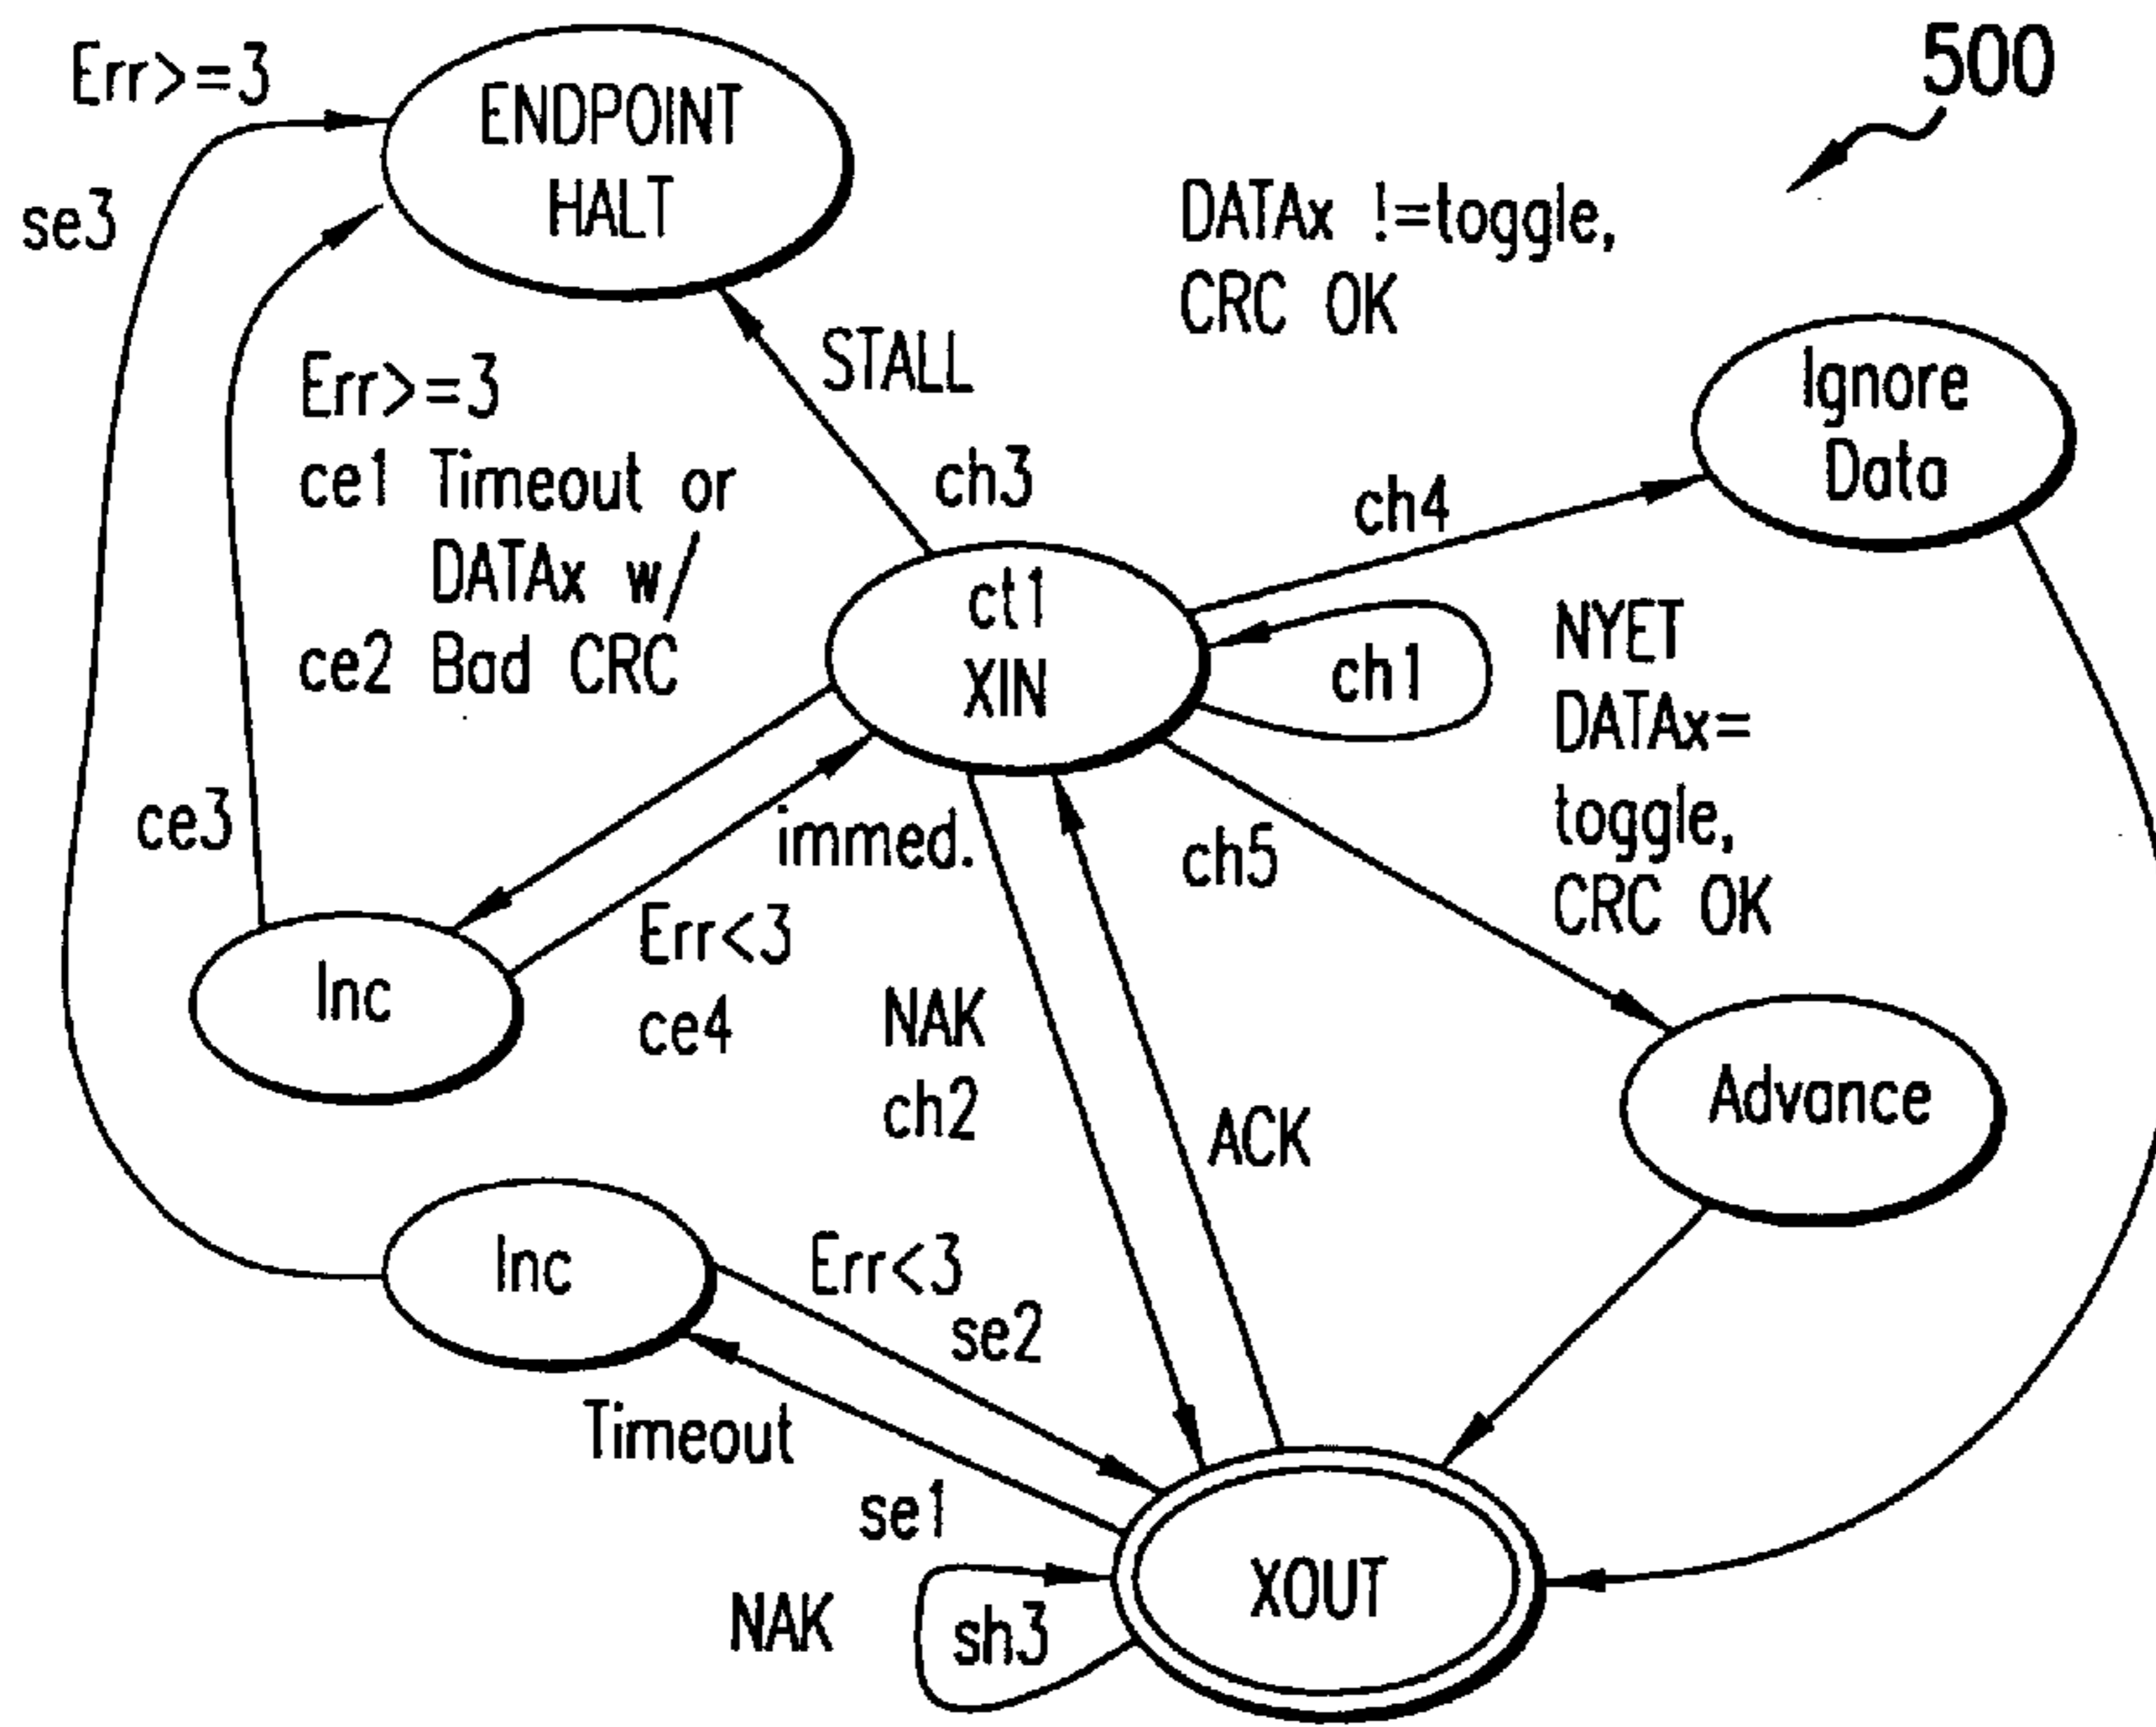 Err>=3
500
ENDPOINT
HALT
se3
DATAx !=toggle,
CRC OK
STALL
Err>=3
ce1 Timeout or
DATAx w/
ce2 Bad CRC
ch3
ch4
Ignore
Data
ct1
XIN
ch1
NYET
DATAx=
toggle,
CRC OK
ce3
immed.
ch5
Err<3
ce4
Inc
NAK
ch2
ACK
Advance
Inc
Err<3
se2
Timeout
se1
NAK
sh3
XOUT